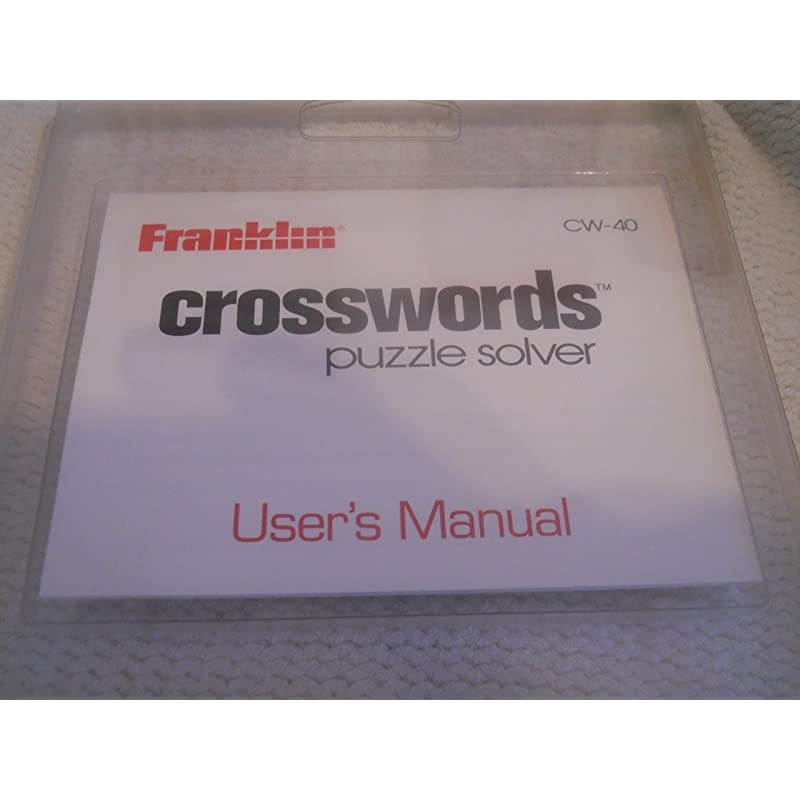 Franklin® CW-40
crosswords™
puzzle solver
User's Manual